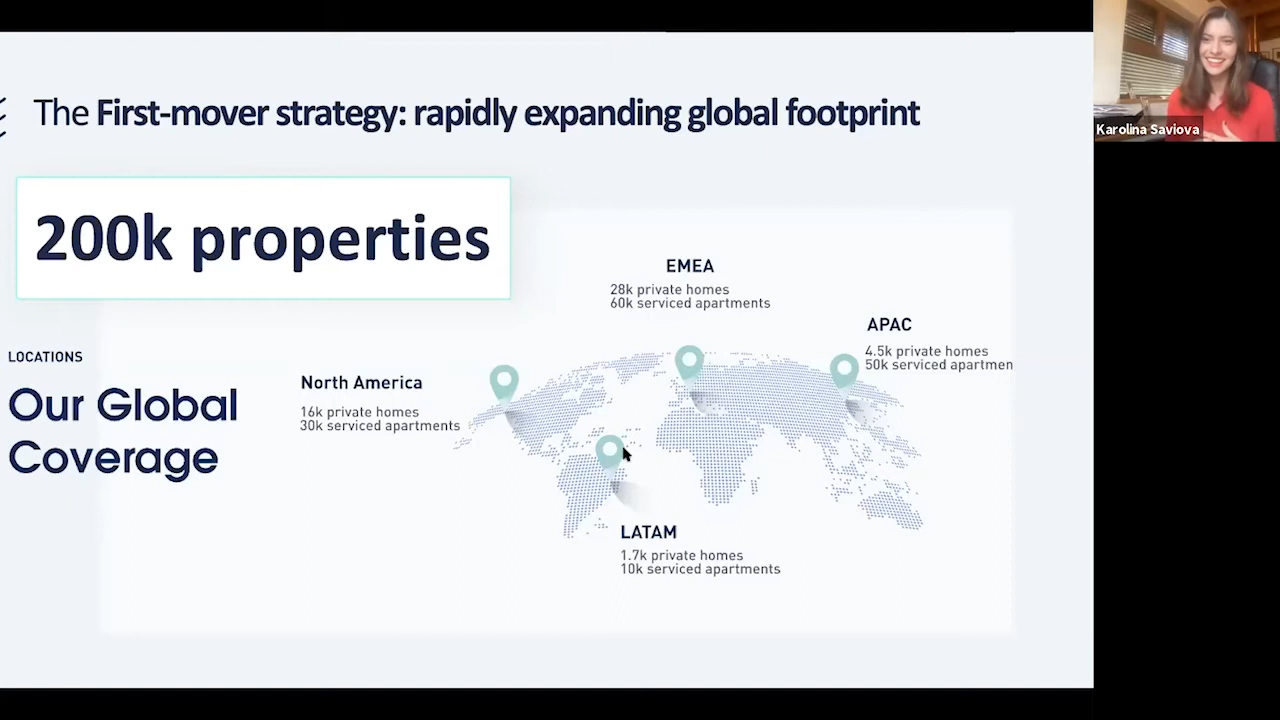 The First-mover strategy: rapidly expanding global footprint
Karolina Saviova
200k properties
EMEA
28k private homes
60k serviced apartments
APAC
4.5k private homes
50k serviced apartmen
LOCATIONS
Our Global
Coverage
North America
16k private homes
30k serviced apartments
LATAM
1.7k private homes
10k serviced apartments